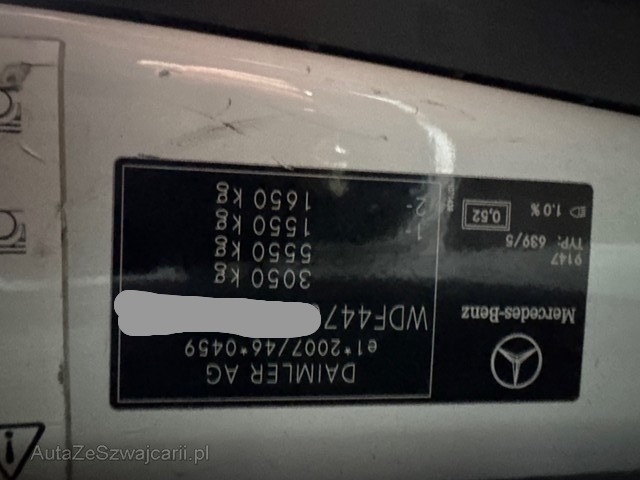 DAIMLER AG
e1*2007/46*0459
WDF447
3050 kg
5550 kg
1- 1550 kg
2- 1650 kg
Mercedes-Benz
9147
TYP: 639/5
0,52
1.0%
AutaZeSzwajcarii.pl